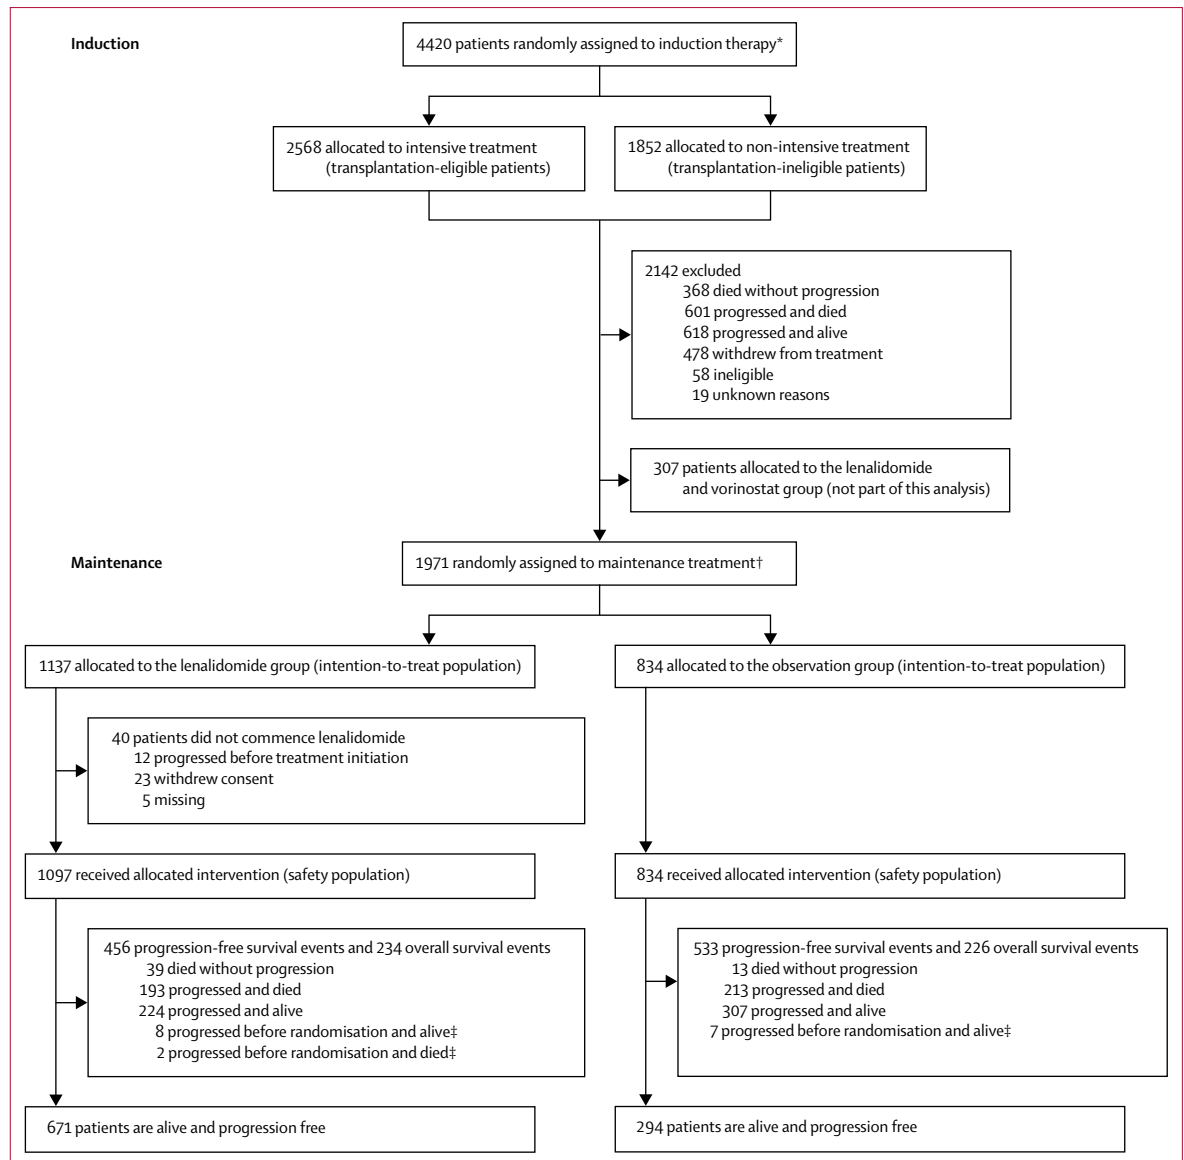 Induction
4420 patients randomly assigned to induction therapy*
2568 allocated to intensive treatment
(transplantation-eligible patients)
1852 allocated to non-intensive treatment
(transplantation-ineligible patients)
2142 excluded
368 died without progression
601 progressed and died
618 progressed and alive
478 withdrew from treatment
58 ineligible
19 unknown reasons
307 patients allocated to the lenalidomide
and vorinostat group (not part of this analysis)
Maintenance
1971 randomly assigned to maintenance treatment†
1137 allocated to the lenalidomide group (intention-to-treat population)
834 allocated to the observation group (intention-to-treat population)
40 patients did not commence lenalidomide
12 progressed before treatment initiation
23 withdrew consent
5 missing
1097 received allocated intervention (safety population)
834 received allocated intervention (safety population)
456 progression-free survival events and 234 overall survival events
39 died without progression
193 progressed and died
224 progressed and alive
8 progressed before randomisation and alive‡
2 progressed before randomisation and died‡
533 progression-free survival events and 226 overall survival events
13 died without progression
213 progressed and died
307 progressed and alive
7 progressed before randomisation and alive‡
671 patients are alive and progression free
294 patients are alive and progression free